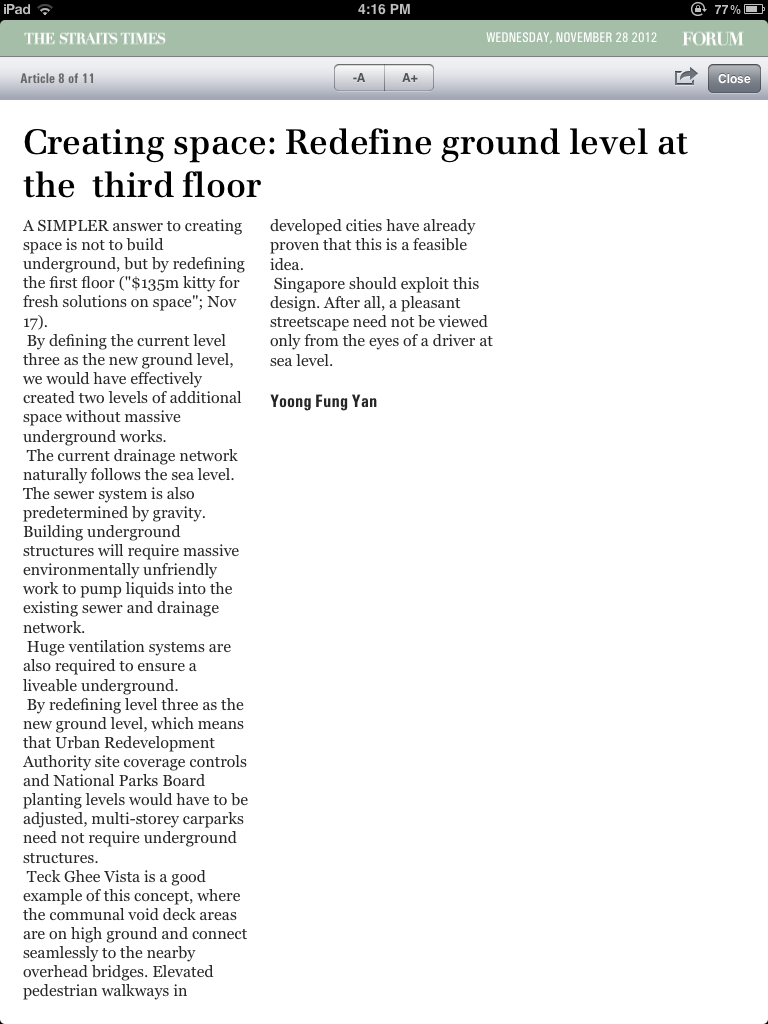 iPad
4:16 PM
77%
THE STRAITS TIMES
WEDNESDAY, NOVEMBER 28 2012
FORUM
Article 8 of 11
-A
A+
Close
Creating space: Redefine ground level at
the third floor
A SIMPLER answer to creating
space is not to build
underground, but by redefining
the first floor ("$135m kitty for
fresh solutions on space"; Nov
17).
By defining the current level
three as the new ground level,
we would have effectively
created two levels of additional
space without massive
underground works.
The current drainage network
naturally follows the sea level.
The sewer system is also
predetermined by gravity.
Building underground
structures will require massive
environmentally unfriendly
work to pump liquids into the
existing sewer and drainage
network.
Huge ventilation systems are
also required to ensure a
liveable underground.
By redefining level three as the
new ground level, which means
that Urban Redevelopment
Authority site coverage controls
and National Parks Board
planting levels would have to be
adjusted, multi-storey carparks
need not require underground
structures.
Teck Ghee Vista is a good
example of this concept, where
the communal void deck areas
are on high ground and connect
seamlessly to the nearby
overhead bridges. Elevated
pedestrian walkways in
developed cities have already
proven that this is a feasible
idea.
Singapore should exploit this
design. After all, a pleasant
streetscape need not be viewed
only from the eyes of a driver at
sea level.
Yoong Fung Yan